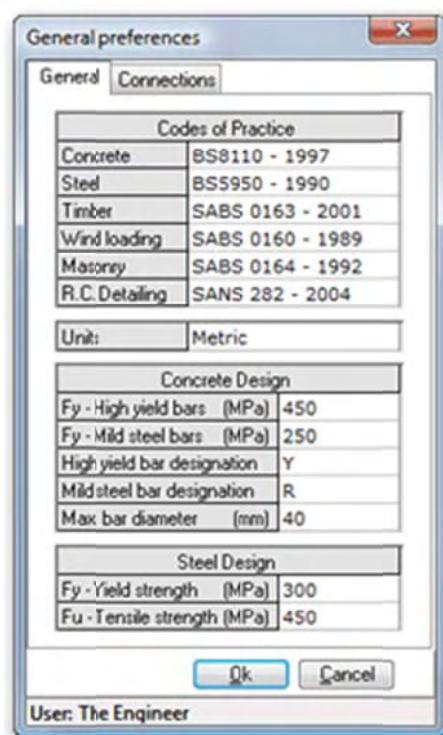 General preferences
General Connections
Codes of Practice
Concrete BS8110 - 1997
Steel BS5950 - 1990
Timber SABS 0163 - 2001
Wind loading SABS 0160 - 1989
Masonry SABS 0164 - 1992
R.C. Detailing SANS 282 - 2004
Units Metric
Concrete Design
Fy - High yield bars (MPa) 450
Fy - Mild steel bars (MPa) 250
High yield bar designation Y
Mild steel bar designation R
Max bar diameter (mm) 40
Steel Design
Fy - Yield strength (MPa) 300
Fu - Tensile strength (MPa) 450
Ok Cancel
User: The Engineer